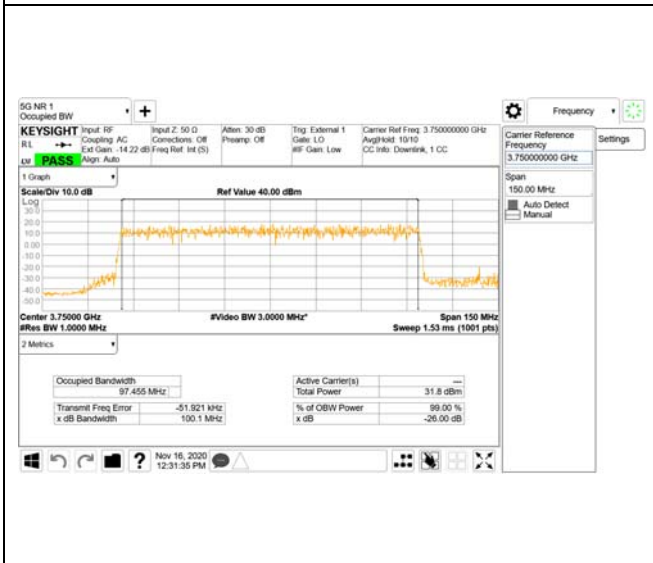 5G NR 1
Occupied BW
+
Frequency
KEYSIGHT
Input: RF
Input Z: 50 Ω
Atten: 30 dB
Trig: External 1
Carrier Ref Freq: 3.750000000 GHz
R L
Coupling: AC
Corrections: Off
Preamp: Off
Gate: LO
Avg|Hold: 10/10
Ext Gain: -14.22 dB
Freq Ref: Int (S)
#IF Gain: Low
CC Info: Downlink, 1 CC
PASS
Align: Auto
Carrier Reference
Frequency
3.750000000 GHz
Settings
Span
150.00 MHz
Auto Detect
Manual
1 Graph
Scale/Div 10.0 dB
Ref Value 40.00 dBm
Log
30.0
20.0
10.0
0.00
-10.0
-20.0
-30.0
-40.0
-50.0
Center 3.75000 GHz
#Video BW 3.0000 MHz*
Span 150 MHz
#Res BW 1.0000 MHz
Sweep 1.53 ms (1001 pts)
2 Metrics
Occupied Bandwidth
97.455 MHz
Active Carrier(s)
---
Total Power
31.8 dBm
Transmit Freq Error
-51.921 kHz
% of OBW Power
99.00 %
x dB Bandwidth
100.1 MHz
x dB
-26.00 dB
?
Nov 16, 2020
12:31:35 PM